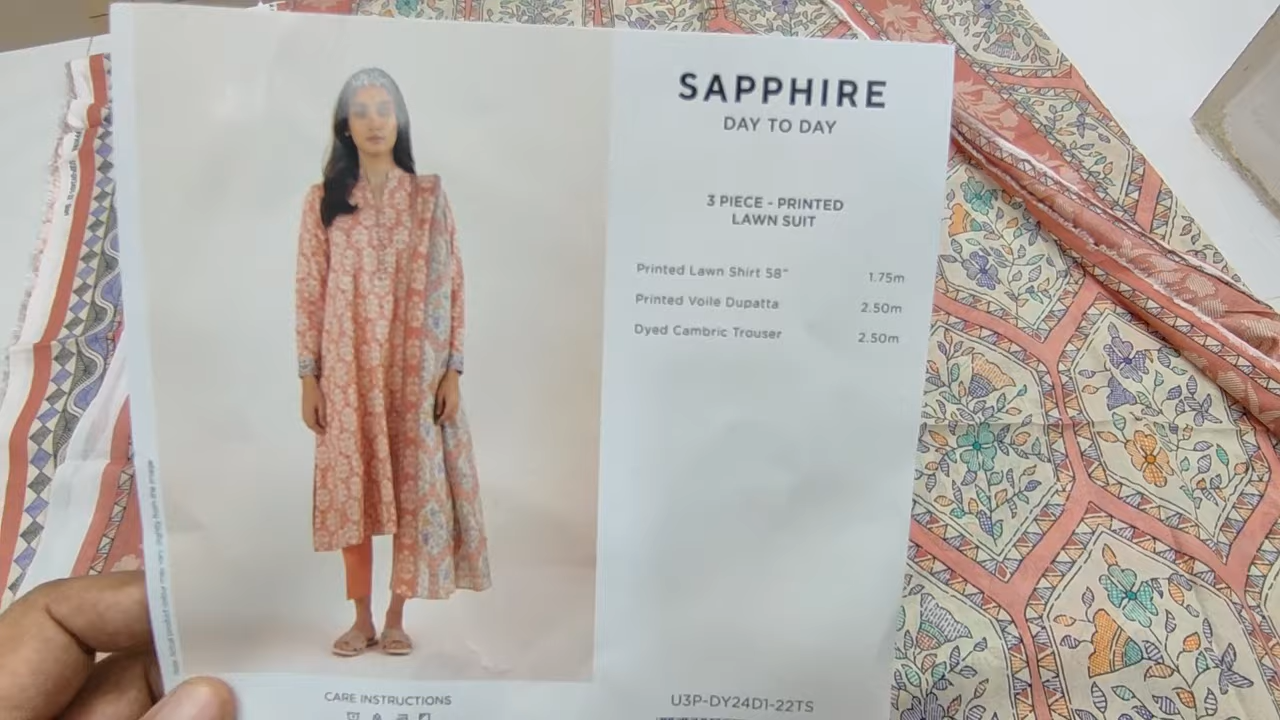 SAPPHIRE
DAY TO DAY
3 PIECE - PRINTED
LAWN SUIT
Printed Lawn Shirt 58" 1.75m
Printed Voile Dupatta 2.50m
Dyed Cambric Trouser 2.50m
CARE INSTRUCTIONS
U3P-DY24D1-22TS